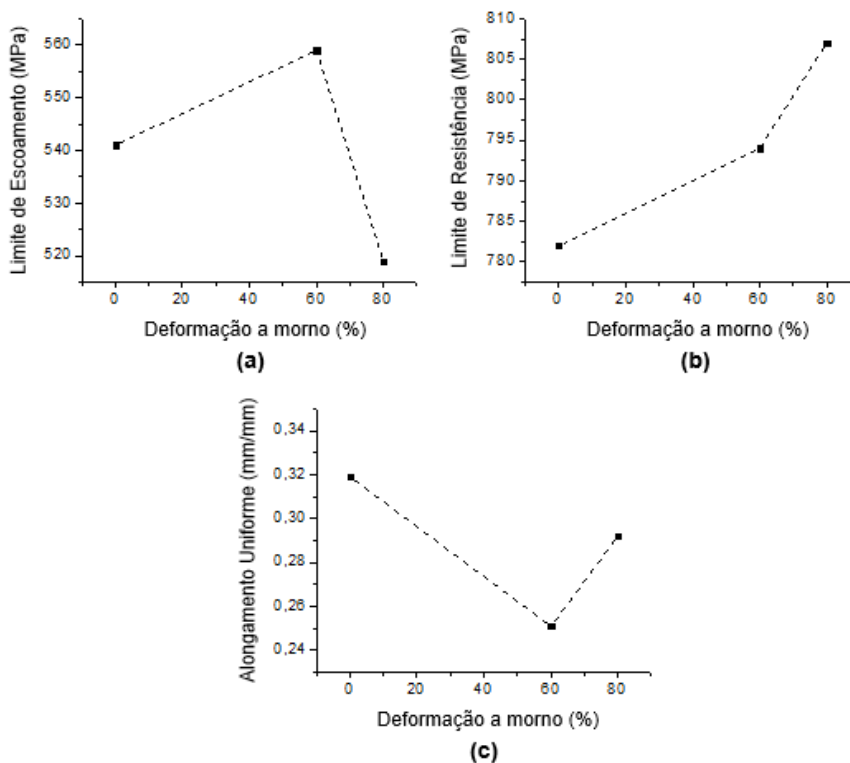 Limite de Escoamento (MPa)
560
550
540
530
520
0 20 40 60 80
Deformação a morno (%)
(a)
Limite de Resistência (MPa)
810
805
800
795
790
785
780
0 20 40 60 80
Deformação a morno (%)
(b)
Alongamento Uniforme (mm/mm)
0,34
0,32
0,30
0,28
0,26
0,24
0 20 40 60 80
Deformação a morno (%)
(c)